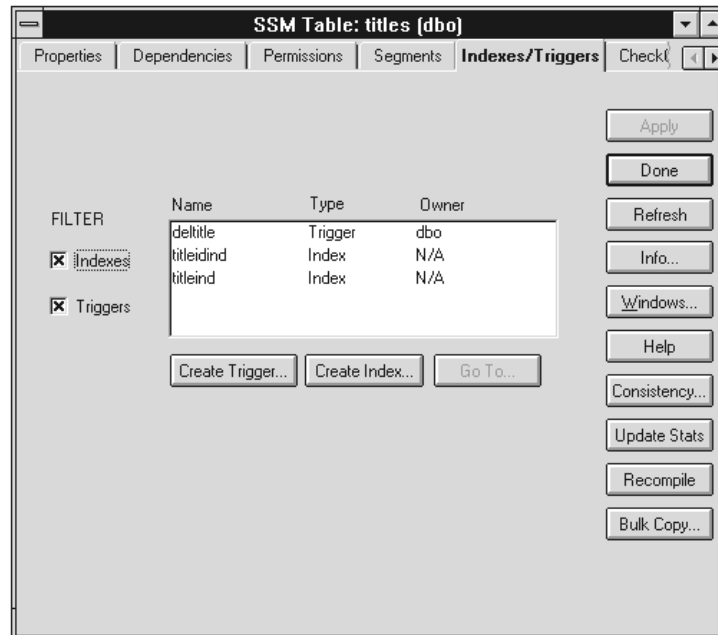 SSM Table: titles (dbo)
Properties Dependencies Permissions Segments Indexes/Triggers Check
Apply
Done
Refresh
Info...
Windows...
Help
Consistency...
Update Stats
Recompile
Bulk Copy...
FILTER
Indexes
Triggers
Name Type Owner
deltitle Trigger dbo
titleidind Index N/A
titleind Index N/A
Create Trigger... Create Index... Go To...